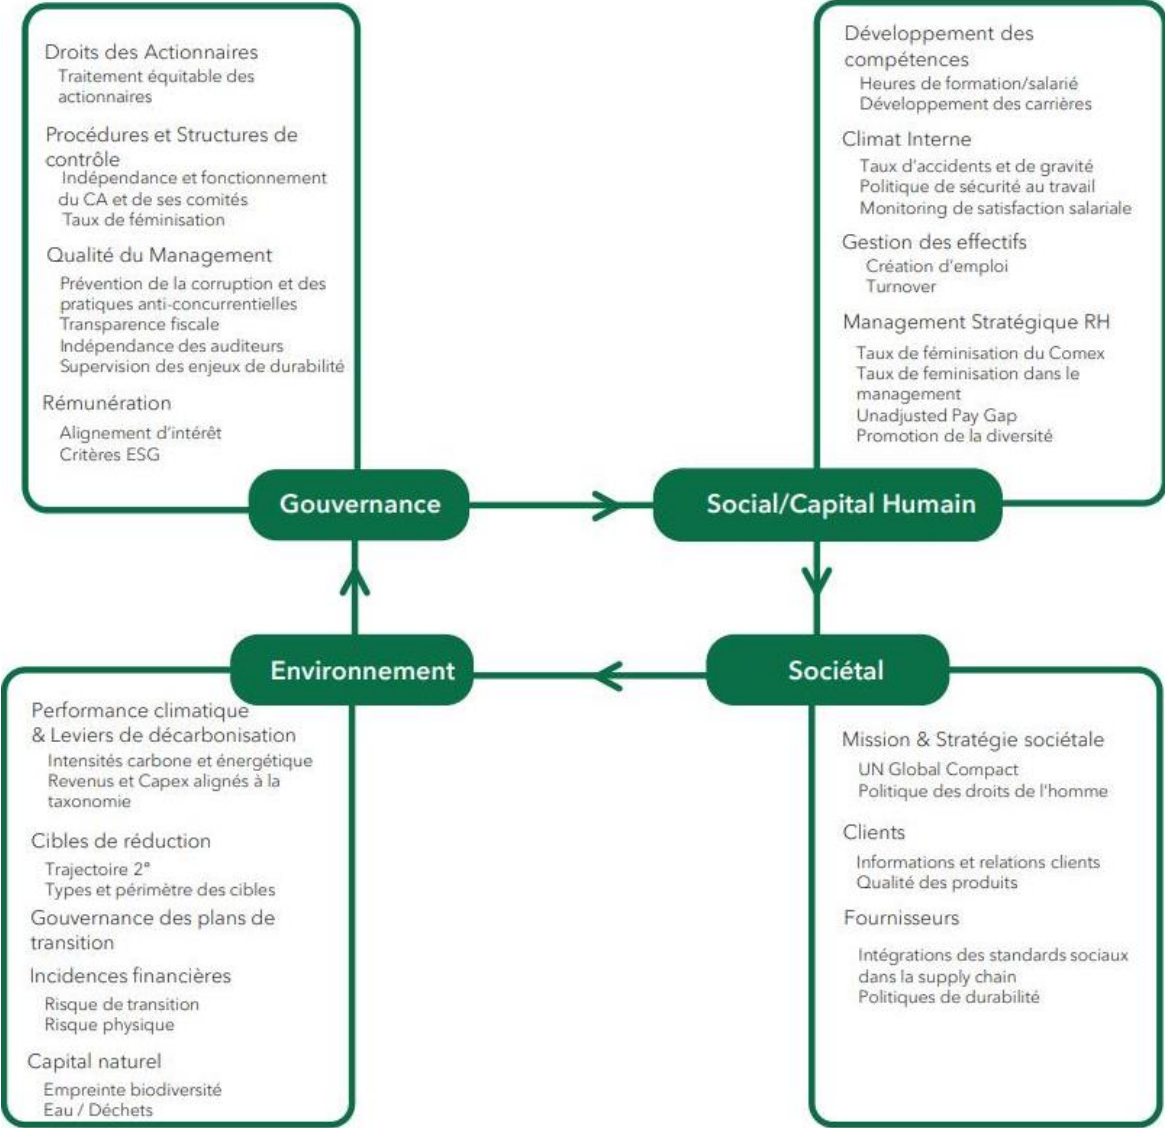 Droits des Actionnaires
Traitement équitable des
actionnaires
Procédures et Structures de
contrôle
Indépendance et fonctionnement
du CA et de ses comités
Taux de féminisation
Qualité du Management
Prévention de la corruption et des
pratiques anti-concurrentielles
Transparence fiscale
Indépendance des auditeurs
Supervision des enjeux de durabilité
Rémunération
Alignement d'intérêt
Critères ESG
Gouvernance
Développement des
compétences
Heures de formation/salarié
Développement des carrières
Climat Interne
Taux d'accidents et de gravité
Politique de sécurité au travail
Monitoring de satisfaction salariale
Gestion des effectifs
Création d'emploi
Turnover
Management Stratégique RH
Taux de féminisation du Comex
Taux de feminisation dans le
management
Unadjusted Pay Gap
Promotion de la diversité
Social/Capital Humain
Environnement
Performance climatique
& Leviers de décarbonisation
Intensités carbone et énergétique
Revenus et Capex alignés à la
taxonomie
Cibles de réduction
Trajectoire 2°
Types et périmètre des cibles
Gouvernance des plans de
transition
Incidences financières
Risque de transition
Risque physique
Capital naturel
Empreinte biodiversité
Eau / Déchets
Sociétal
Mission & Stratégie sociétale
UN Global Compact
Politique des droits de l'homme
Clients
Informations et relations clients
Qualité des produits
Fournisseurs
Intégrations des standards sociaux
dans la supply chain
Politiques de durabilité